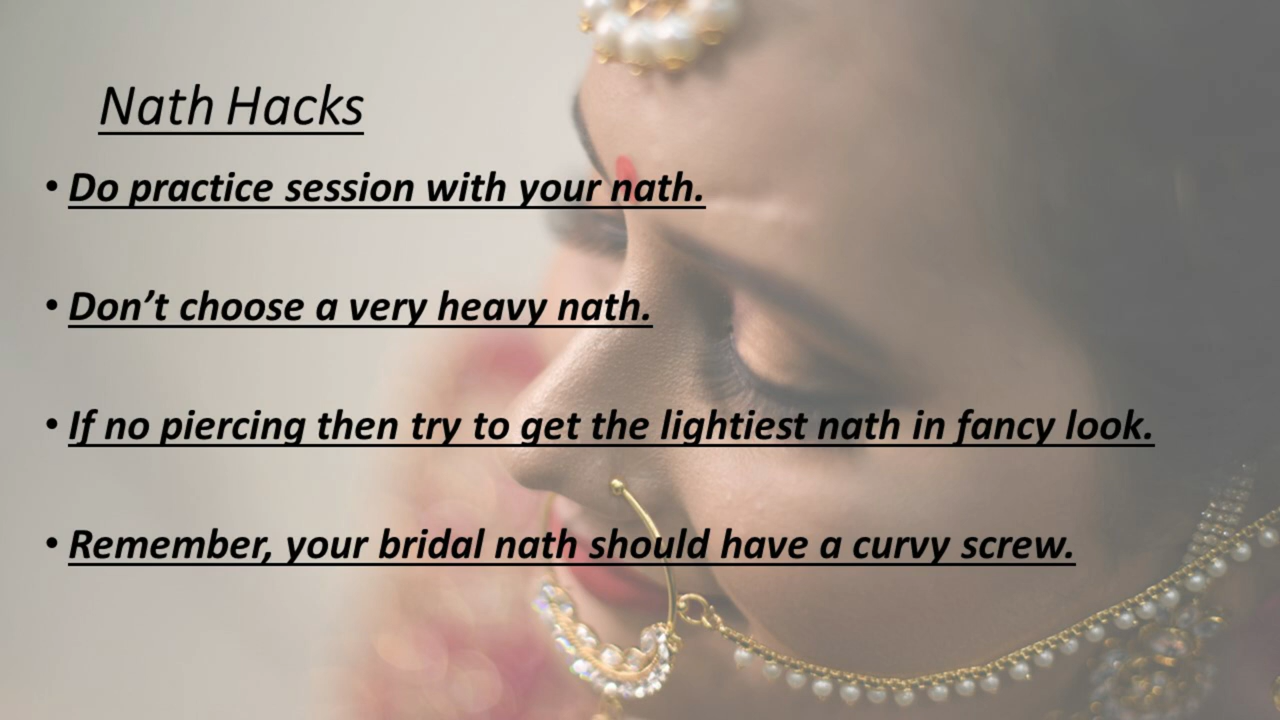 Nath Hacks
• Do practice session with your nath.
• Don’t choose a very heavy nath.
• If no piercing then try to get the lightiest nath in fancy look.
• Remember, your bridal nath should have a curvy screw.